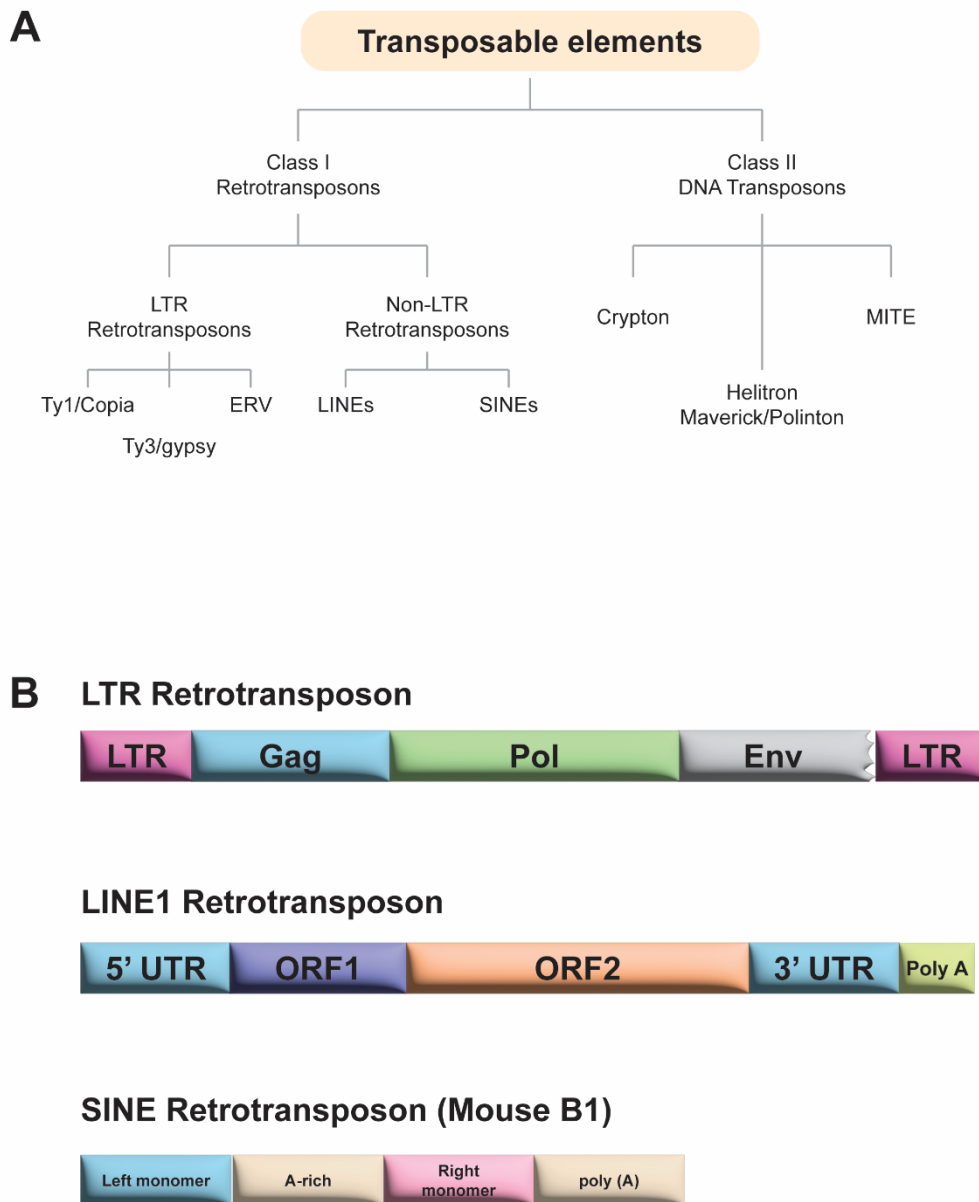 A
Transposable elements
Class I
Retrotransposons
Class II
DNA Transposons
LTR
Retrotransposons
Non-LTR
Retrotransposons
Crypton
MITE
Helitron
Maverick/Polinton
Ty1/Copia
ERV
LINEs
SINEs
Ty3/gypsy
B
LTR Retrotransposon
LTR
Gag
Pol
Env
LTR
LINE1 Retrotransposon
5’ UTR
ORF1
ORF2
3’ UTR
Poly A
SINE Retrotransposon (Mouse B1)
Left monomer
A-rich
Right
monomer
poly (A)